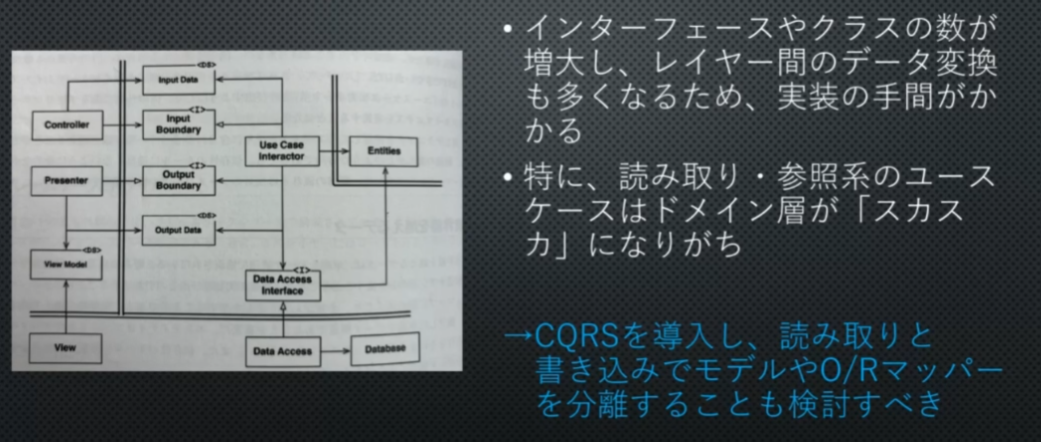 <DS>
Input Data
<I>
Input
Boundary
Controller
Use Case
Interactor
Entities
<I>
Output
Boundary
Presenter
<DS>
Output Data
<DS>
View Model
<I>
Data Access
Interface
View
Data Access
Database
• インターフェースやクラスの数が
増大し、レイヤー間のデータ変換
も多くなるため、実装の手間がか
かる
• 特に、読み取り・参照系のユース
ケースはドメイン層が「スカス
カ」になりがち
→CQRSを導入し、読み取りと
書き込みでモデルやO/Rマッパー
を分離することも検討すべき